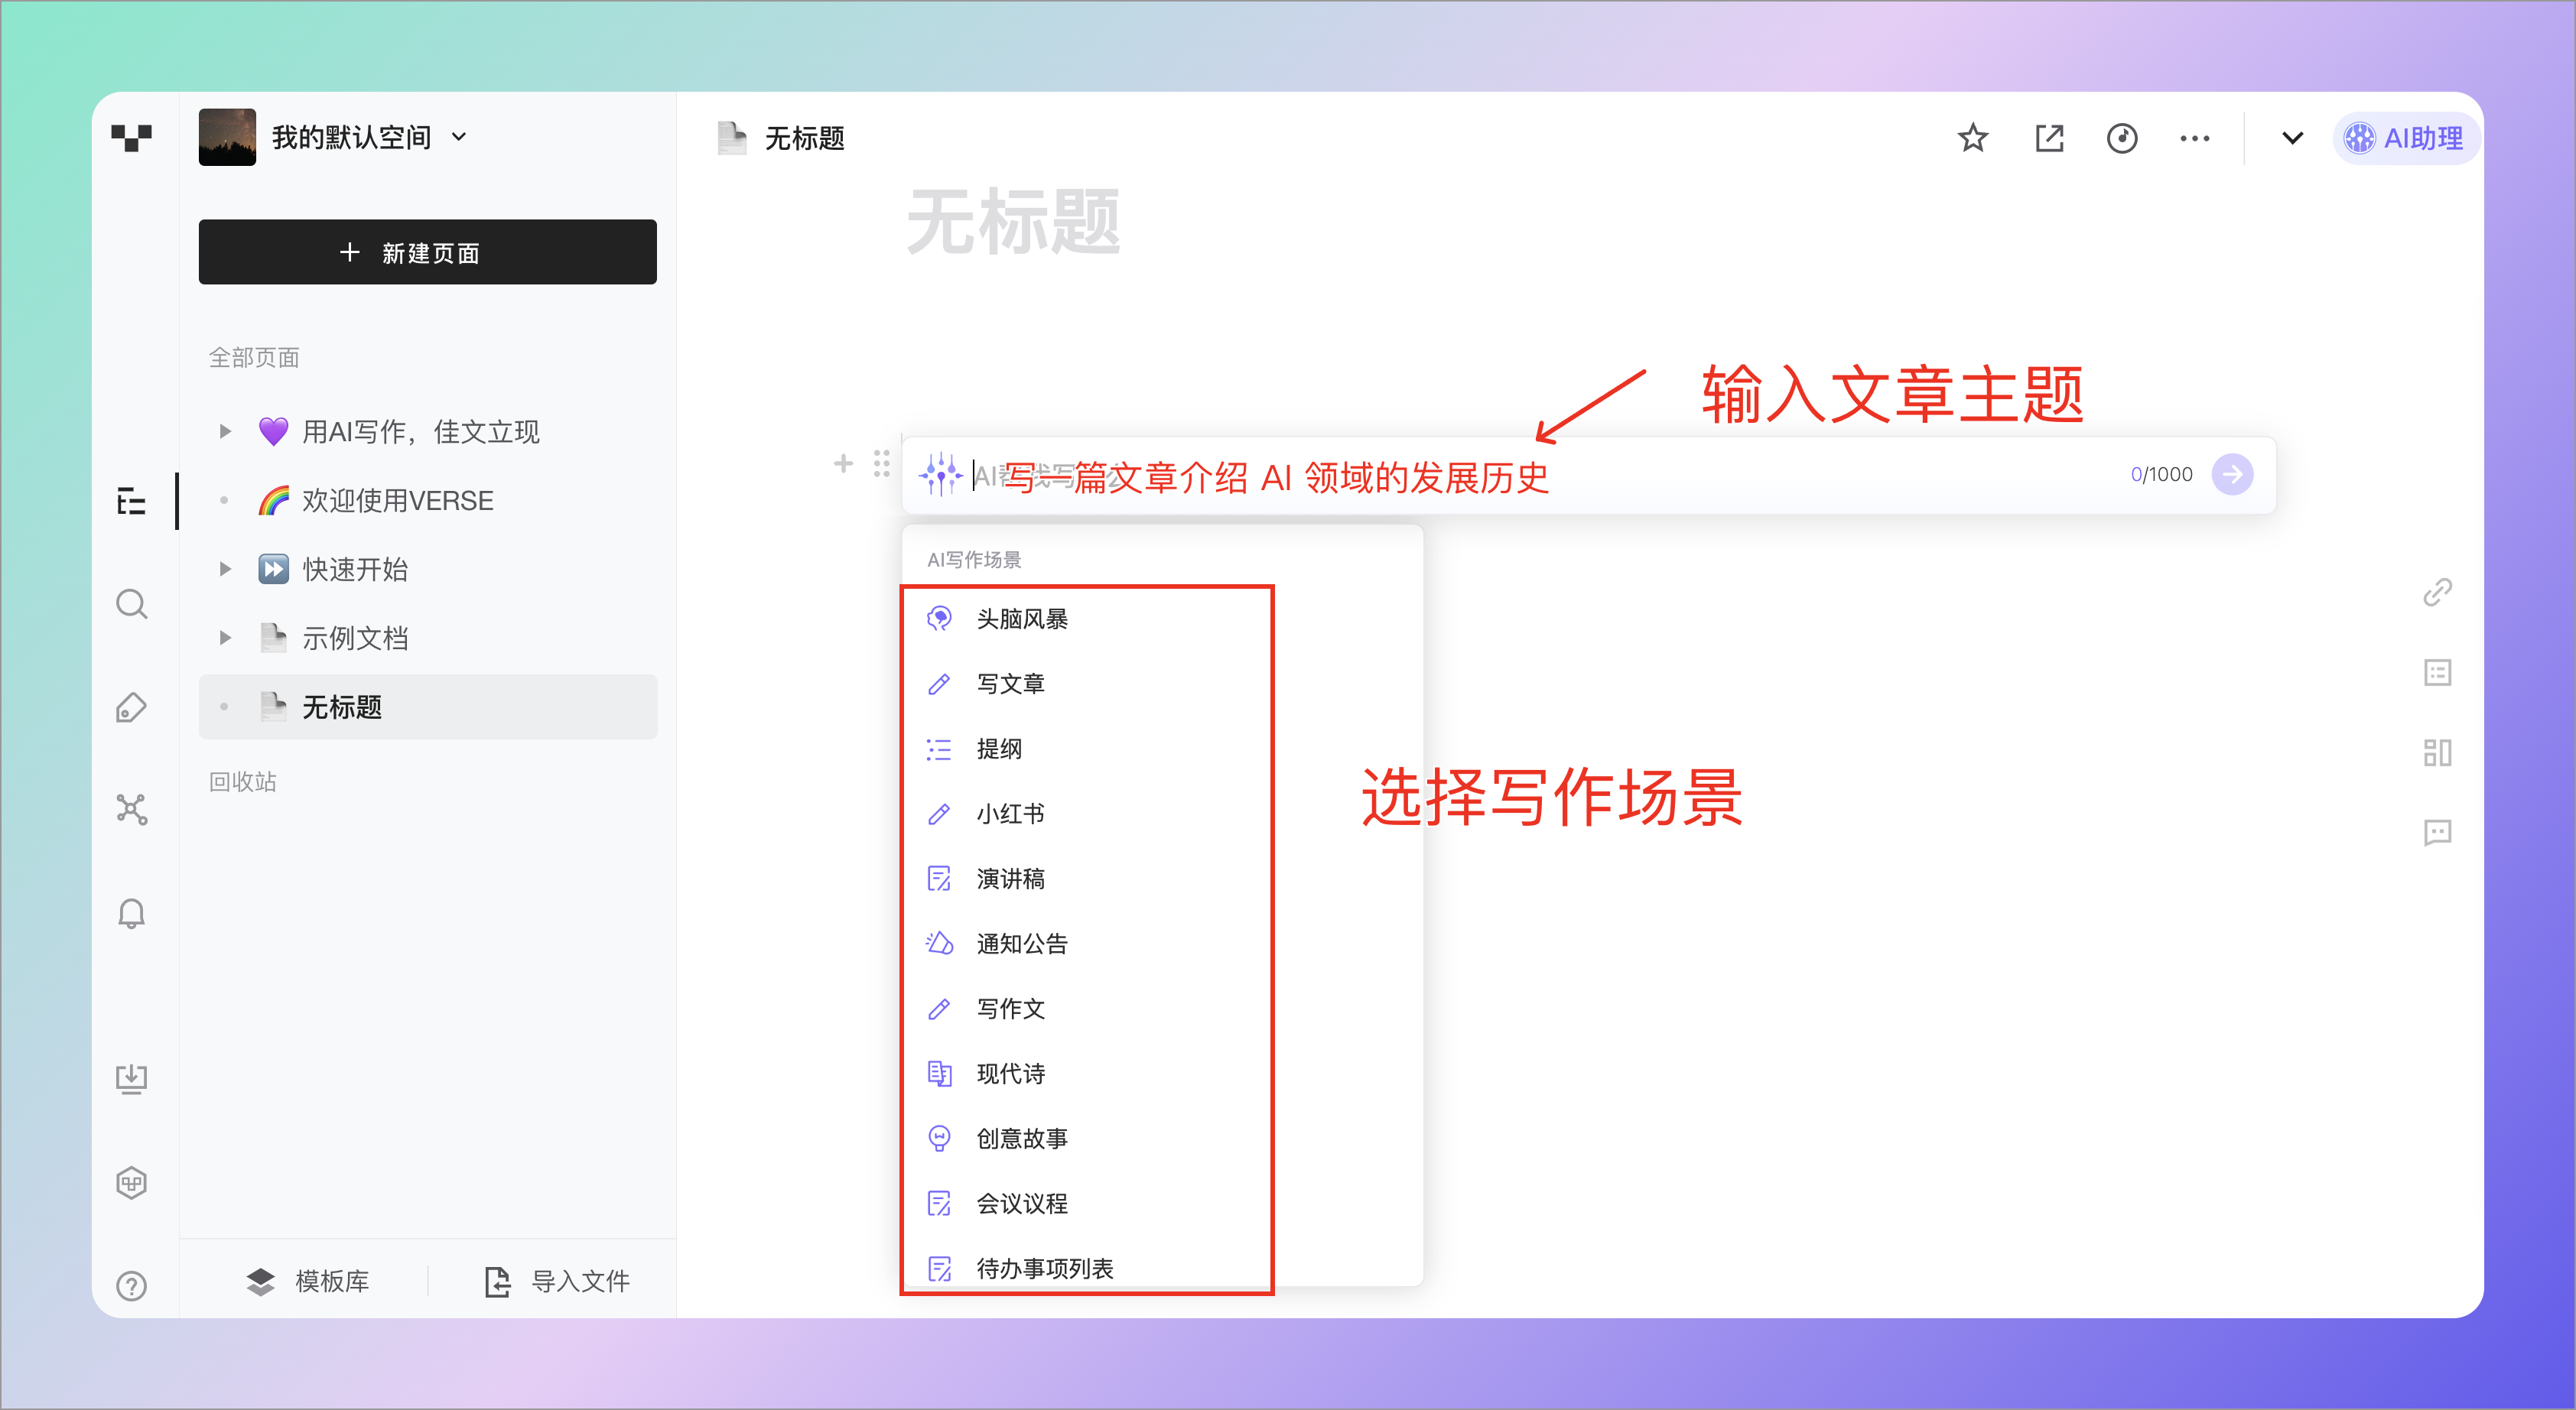 我的默认空间
新建页面
全部页面
用AI写作，佳文立现
欢迎使用VERSE
快速开始
示例文档
无标题
回收站
模板库
导入文件
无标题
AI助理
无标题
输入文章主题
写一篇文章介绍 AI 领域的发展历史
0/1000
AI写作场景
头脑风暴
写文章
提纲
小红书
演讲稿
通知公告
写作文
现代诗
创意故事
会议议程
待办事项列表
选择写作场景